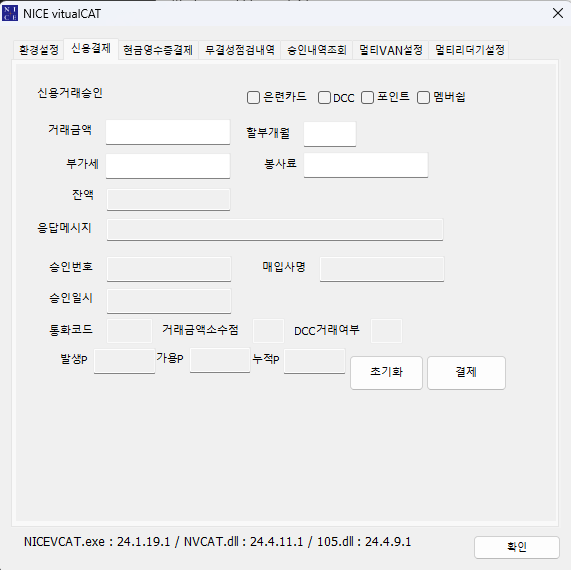 NICE vitualCAT
환경설정 신용결제 현금영수증결제 무결성점검내역 승인내역조회 멀티VAN설정 멀티리더기설정
신용거래승인 은련카드 DCC 포인트 멤버쉽
거래금액 할부개월
부가세 봉사료
잔액
응답메시지
승인번호 매입사명
승인일시
통화코드 거래금액소수점 DCC거래여부
발생P 가용P 누적P 초기화 결제
NICEVCAT.exe : 24.1.19.1 / NVCAT.dll : 24.4.11.1 / 105.dll : 24.4.9.1
확인